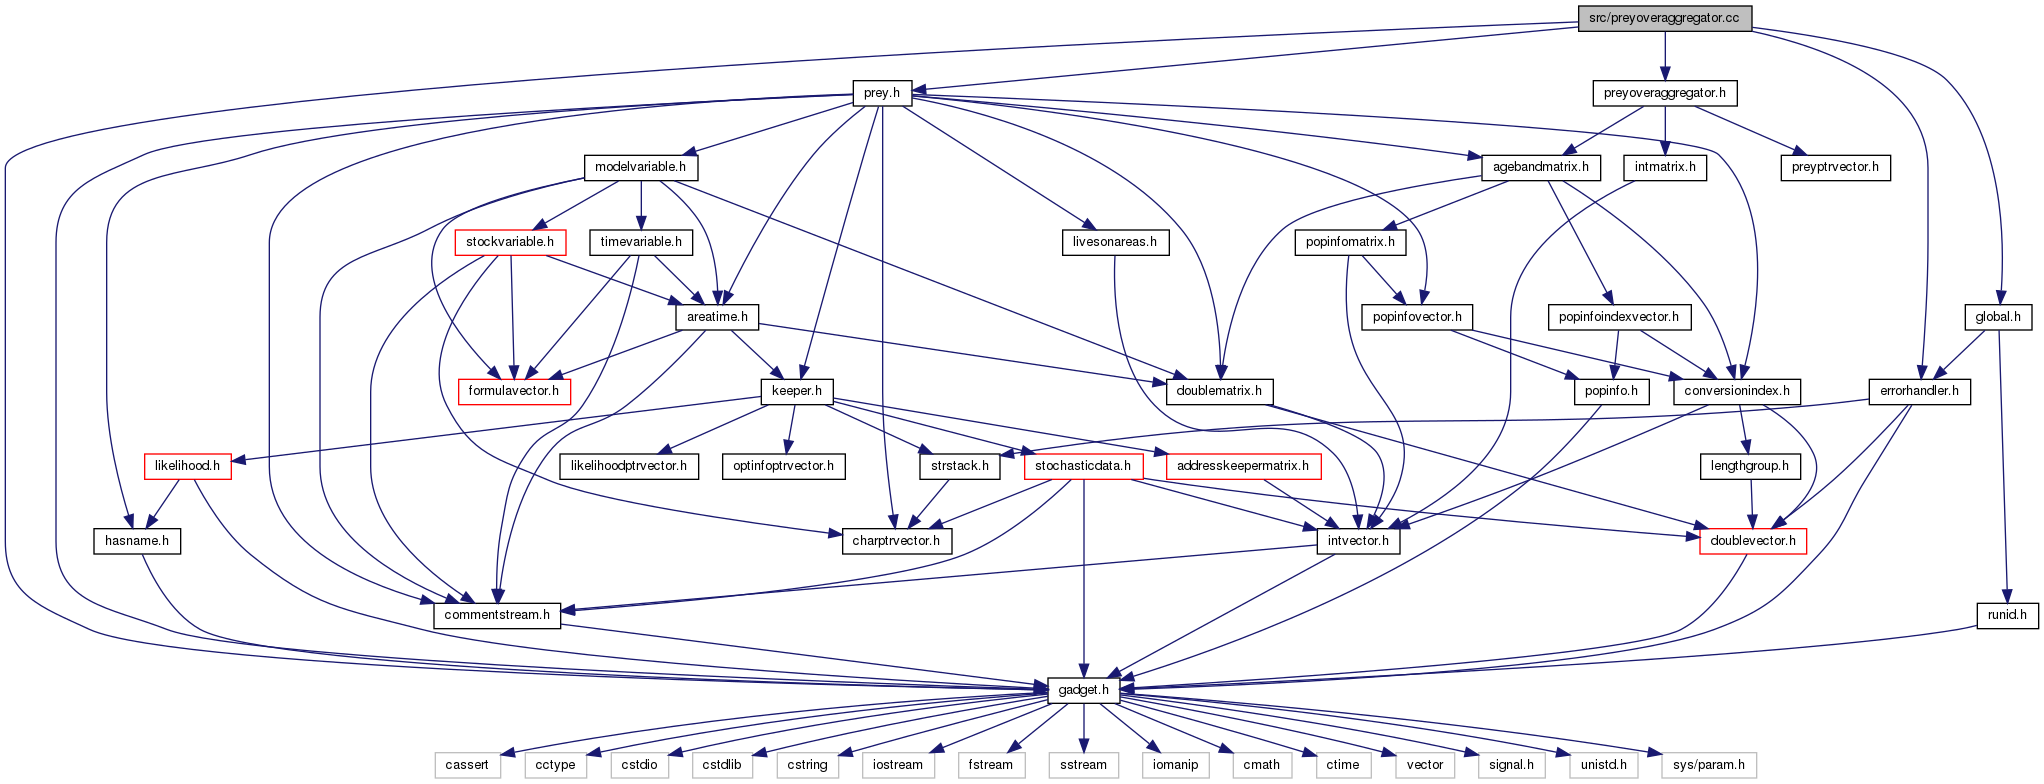 src/preyoveraggregator.cc
prey.h
preyoveraggregator.h
modelvariable.h
agebandmatrix.h
intmatrix.h
preyptrvector.h
stockvariable.h
timevariable.h
livesonareas.h
popinfomatrix.h
areatime.h
popinfovector.h
popinfoindexvector.h
global.h
formulavector.h
keeper.h
doublematrix.h
popinfo.h
conversionindex.h
errorhandler.h
likelihood.h
likelihoodptrvector.h
optinfoptrvector.h
strstack.h
stochasticdata.h
addresskeepermatrix.h
lengthgroup.h
hasname.h
charptrvector.h
intvector.h
doublevector.h
commentstream.h
runid.h
gadget.h
cassert
cctype
cstdio
cstdlib
cstring
iostream
fstream
sstream
iomanip
cmath
ctime
vector
signal.h
unistd.h
sys/param.h